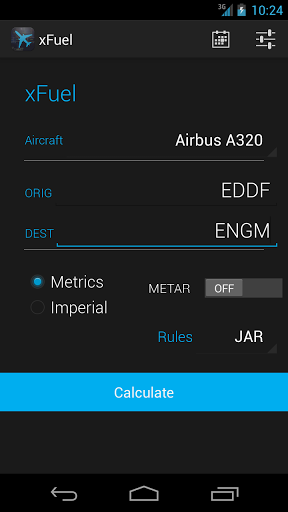 3G 10:24
xFuel
xFuel
Aircraft Airbus A320
ORIG EDDF
DEST ENGM
Metrics
METAR OFF
Imperial
Rules JAR
Calculate